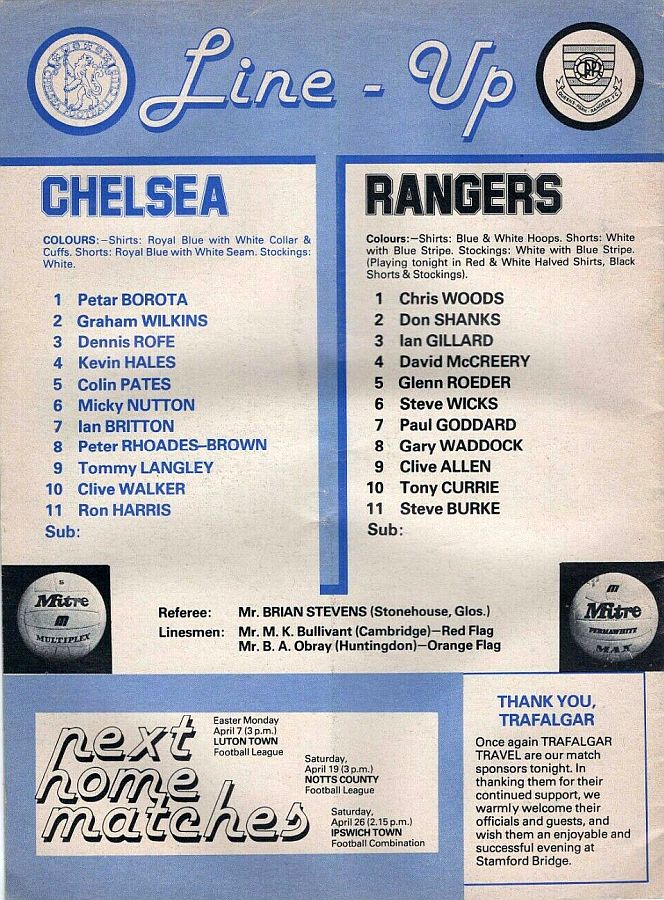 CHELSEA FOOTBALL CLUB
Line - Up
QPR
QUEEN'S PARK RANGERS F.C.
CHELSEA
COLOURS:—Shirts: Royal Blue with White Collar &
Cuffs. Shorts: Royal Blue with White Seam. Stockings:
White.
1 Petar BOROTA
2 Graham WILKINS
3 Dennis ROFE
4 Kevin HALES
5 Colin PATES
6 Micky NUTTON
7 Ian BRITTON
8 Peter RHOADES–BROWN
9 Tommy LANGLEY
10 Clive WALKER
11 Ron HARRIS
Sub:
RANGERS
Colours:—Shirts: Blue & White Hoops. Shorts: White
with Blue Stripe. Stockings: White with Blue Stripe.
(Playing tonight in Red & White Halved Shirts, Black
Shorts & Stockings).
1 Chris WOODS
2 Don SHANKS
3 Ian GILLARD
4 David McCREERY
5 Glenn ROEDER
6 Steve WICKS
7 Paul GODDARD
8 Gary WADDOCK
9 Clive ALLEN
10 Tony CURRIE
11 Steve BURKE
Sub:
5
Mitre
m
MULTIPLEX
Referee: Mr. BRIAN STEVENS (Stonehouse, Glos.)
Linesmen: Mr. M. K. Bullivant (Cambridge)—Red Flag
Mr. B. A. Obray (Huntingdon)—Orange Flag
m
Mitre
PERMAWHITE
MAX
next
home
matches
Easter Monday
April 7 (3 p.m.)
LUTON TOWN
Football League
Saturday,
April 19 (3 p.m.)
NOTTS COUNTY
Football League
Saturday,
April 26 (2.15 p.m.)
IPSWICH TOWN
Football Combination
THANK YOU,
TRAFALGAR
Once again TRAFALGAR
TRAVEL are our match
sponsors tonight. In
thanking them for their
continued support, we
warmly welcome their
officials and guests, and
wish them an enjoyable and
successful evening at
Stamford Bridge.